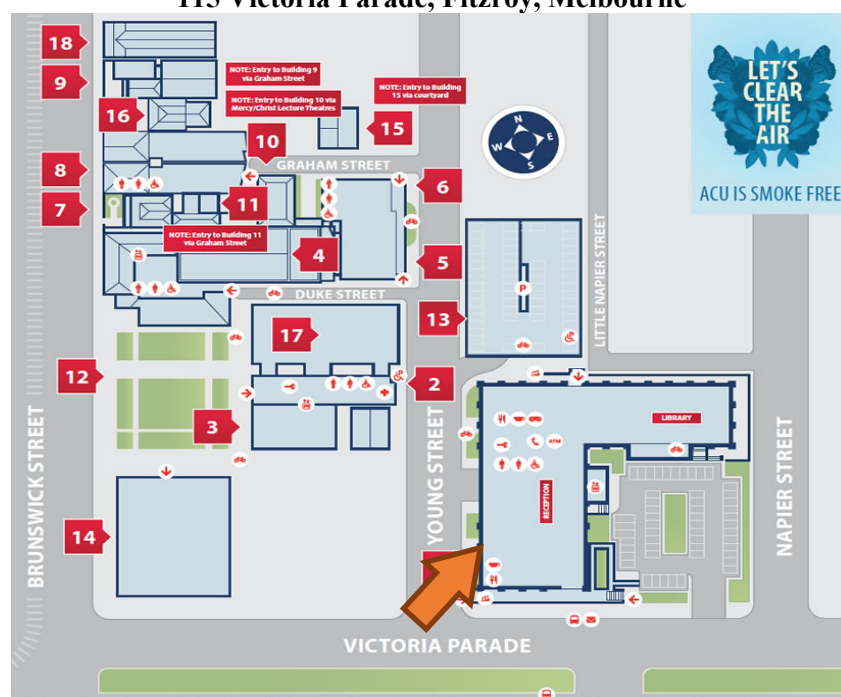 115 Victoria Parade, Fitzroy, Melbourne
18
9
NOTE: Entry to Building 9
via Graham Street
NOTE: Entry to Building 10 via
Mercy/Christ Lecture Theatres
NOTE: Entry to Building
15 via courtyard
16
15
10
N
E
S
W
LET'S
CLEAR
THE
AIR
ACU IS SMOKE FREE
GRAHAM STREET
8
6
7
11
NOTE: Entry to Building 11
via Graham Street
4
5
DUKE STREET
P
P
13
LITTLE NAPIER STREET
17
12
P
2
3
LIBRARY
ATM
RECEPTION
BRUNSWICK STREET
YOUNG STREET
NAPIER STREET
14
VICTORIA PARADE